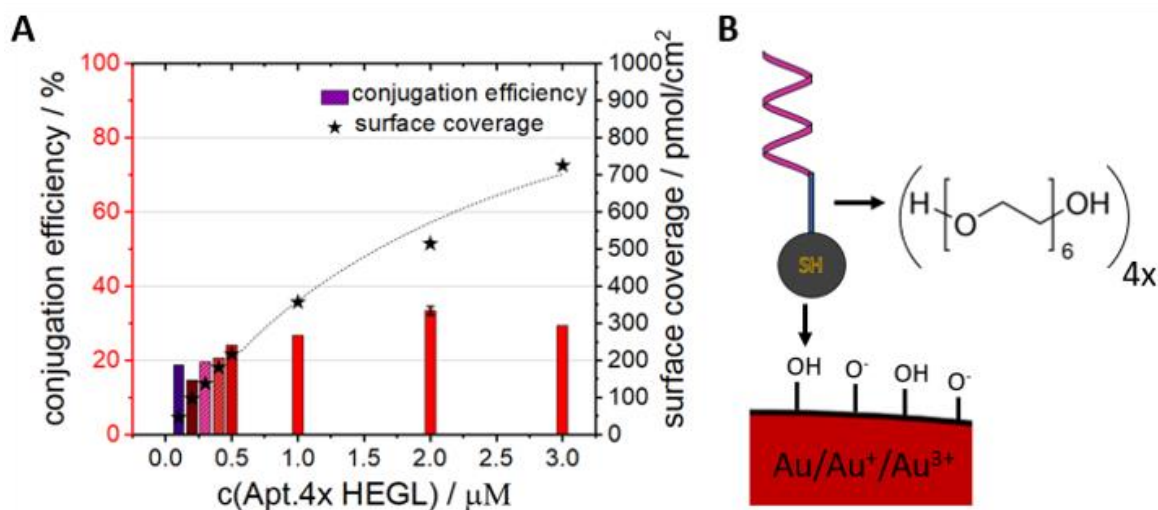 A
conjugation efficiency / %
100
80
60
40
20
0
conjugation efficiency
surface coverage
1000
900
800
700
600
500
400
300
200
100
0
surface coverage / pmol/cm²
0.0 0.5 1.0 1.5 2.0 2.5 3.0
c(Apt.4x HEGL) / μM
B
SH
H
O
OH
6
4x
OH O⁻ OH O⁻
Au/Au⁺/Au³⁺